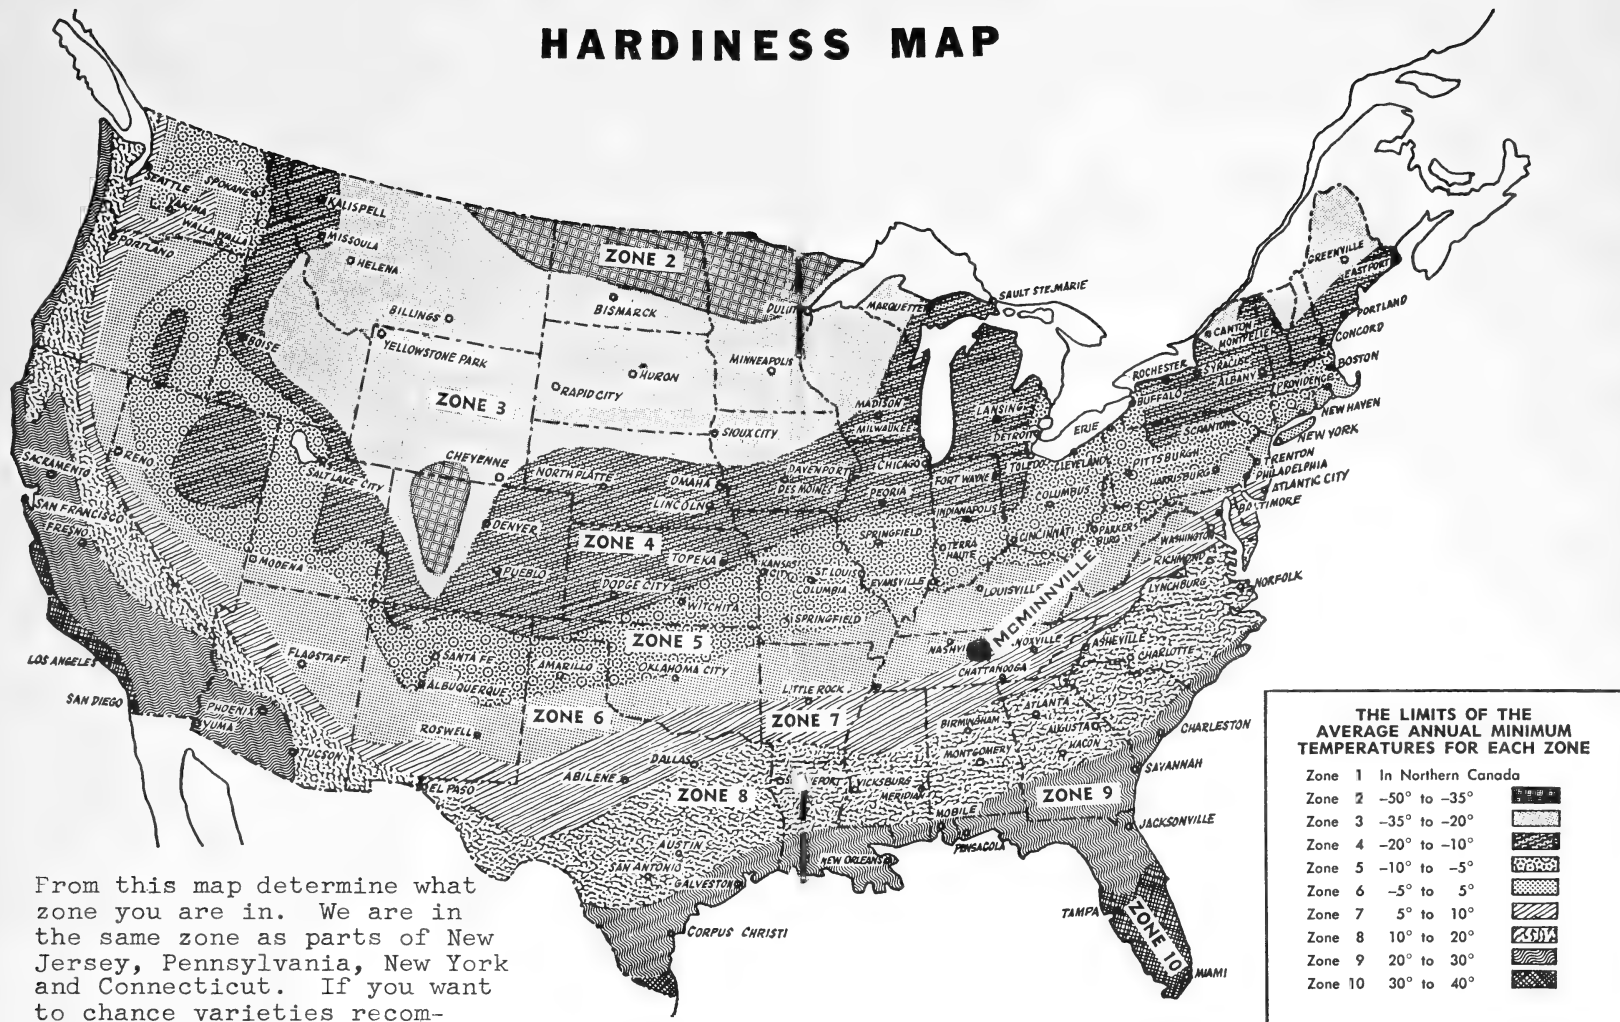 HARDINESS MAP
ZONE 2
ZONE 3
ZONE 4
ZONE 5
ZONE 6
ZONE 7
ZONE 8
ZONE 9
ZONE 10
SEATTLE
SPOKANE
YAKIMA
WALLA WALLA
PORTLAND
KALISPELL
MISSOULA
HELENA
BILLINGS
BISMARCK
DULUT
MARQUETTE
SAULT STE.MARIE
GREENVILLE
EASTPORT
BOISE
YELLOWSTONE PARK
RAPID CITY
HURON
MINNEAPOLIS
SIOUX CITY
MADISON
MILWAUKEE
LANSING
DETROIT
ERIE
BUFFALO
ROCHESTER
SYRACUSE
ALBANY
CANTON
MONTPELIER
PORTLAND
CONCORD
BOSTON
PROVIDENCE
NEW HAVEN
NEW YORK
SCRANTON
TRENTON
PHILADELPHIA
ATLANTIC CITY
RENO
SACRAMENTO
SAN FRANCISCO
FRESNO
SALT LAKE CITY
CHEYENNE
NORTH PLATTE
OMAHA
LINCOLN
DAVENPORT
DES MOINES
CHICAGO
PEORIA
FORT WAYNE
TOLEDO
CLEVELAND
PITTSBURGH
HARRISBURG
COLUMBUS
INDIANAPOLIS
CINCINNATI
PARKERSBURG
WASHINGTON
RICHMOND
LYNCHBURG
NORFOLK
DENVER
PUEBLO
MODENA
TOPEKA
DODGE CITY
WITCHITA
KANSAS CITY
ST LOUIS
COLUMBIA
SPRINGFIELD
TERRA HAUTE
EVANSVILLE
LOUISVILLE
SPRINGFIELD
McMINNVILLE
NASHVI
CHATTANOOGA
ASHEVILLE
CHARLOTTE
LOS ANGELES
SAN DIEGO
FLAGSTAFF
PHOENIX
YUMA
TUCSON
SANTA FE
ALBUQUERQUE
ROSWELL
EL PASO
AMARILLO
OKLAHOMA CITY
LITTLE ROCK
BIRMINGHAM
ATLANTA
AUGUSTA
MACON
MONTGOMERY
CHARLESTON
SAVANNAH
DALLAS
ABILENE
VICKSBURG
MERIDIAN
MOBILE
PENSACOLA
JACKSONVILLE
AUSTIN
SAN ANTONIO
GALVESTON
NEW ORLEANS
CORPUS CHRISTI
TAMPA
MIAMI
From this map determine what
zone you are in. We are in
the same zone as parts of New
Jersey, Pennsylvania, New York
and Connecticut. If you want
to chance varieties recom-
THE LIMITS OF THE
AVERAGE ANNUAL MINIMUM
TEMPERATURES FOR EACH ZONE
Zone 1 In Northern Canada
Zone 2 -50° to -35°
Zone 3 -35° to -20°
Zone 4 -20° to -10°
Zone 5 -10° to -5°
Zone 6 -5° to 5°
Zone 7 5° to 10°
Zone 8 10° to 20°
Zone 9 20° to 30°
Zone 10 30° to 40°